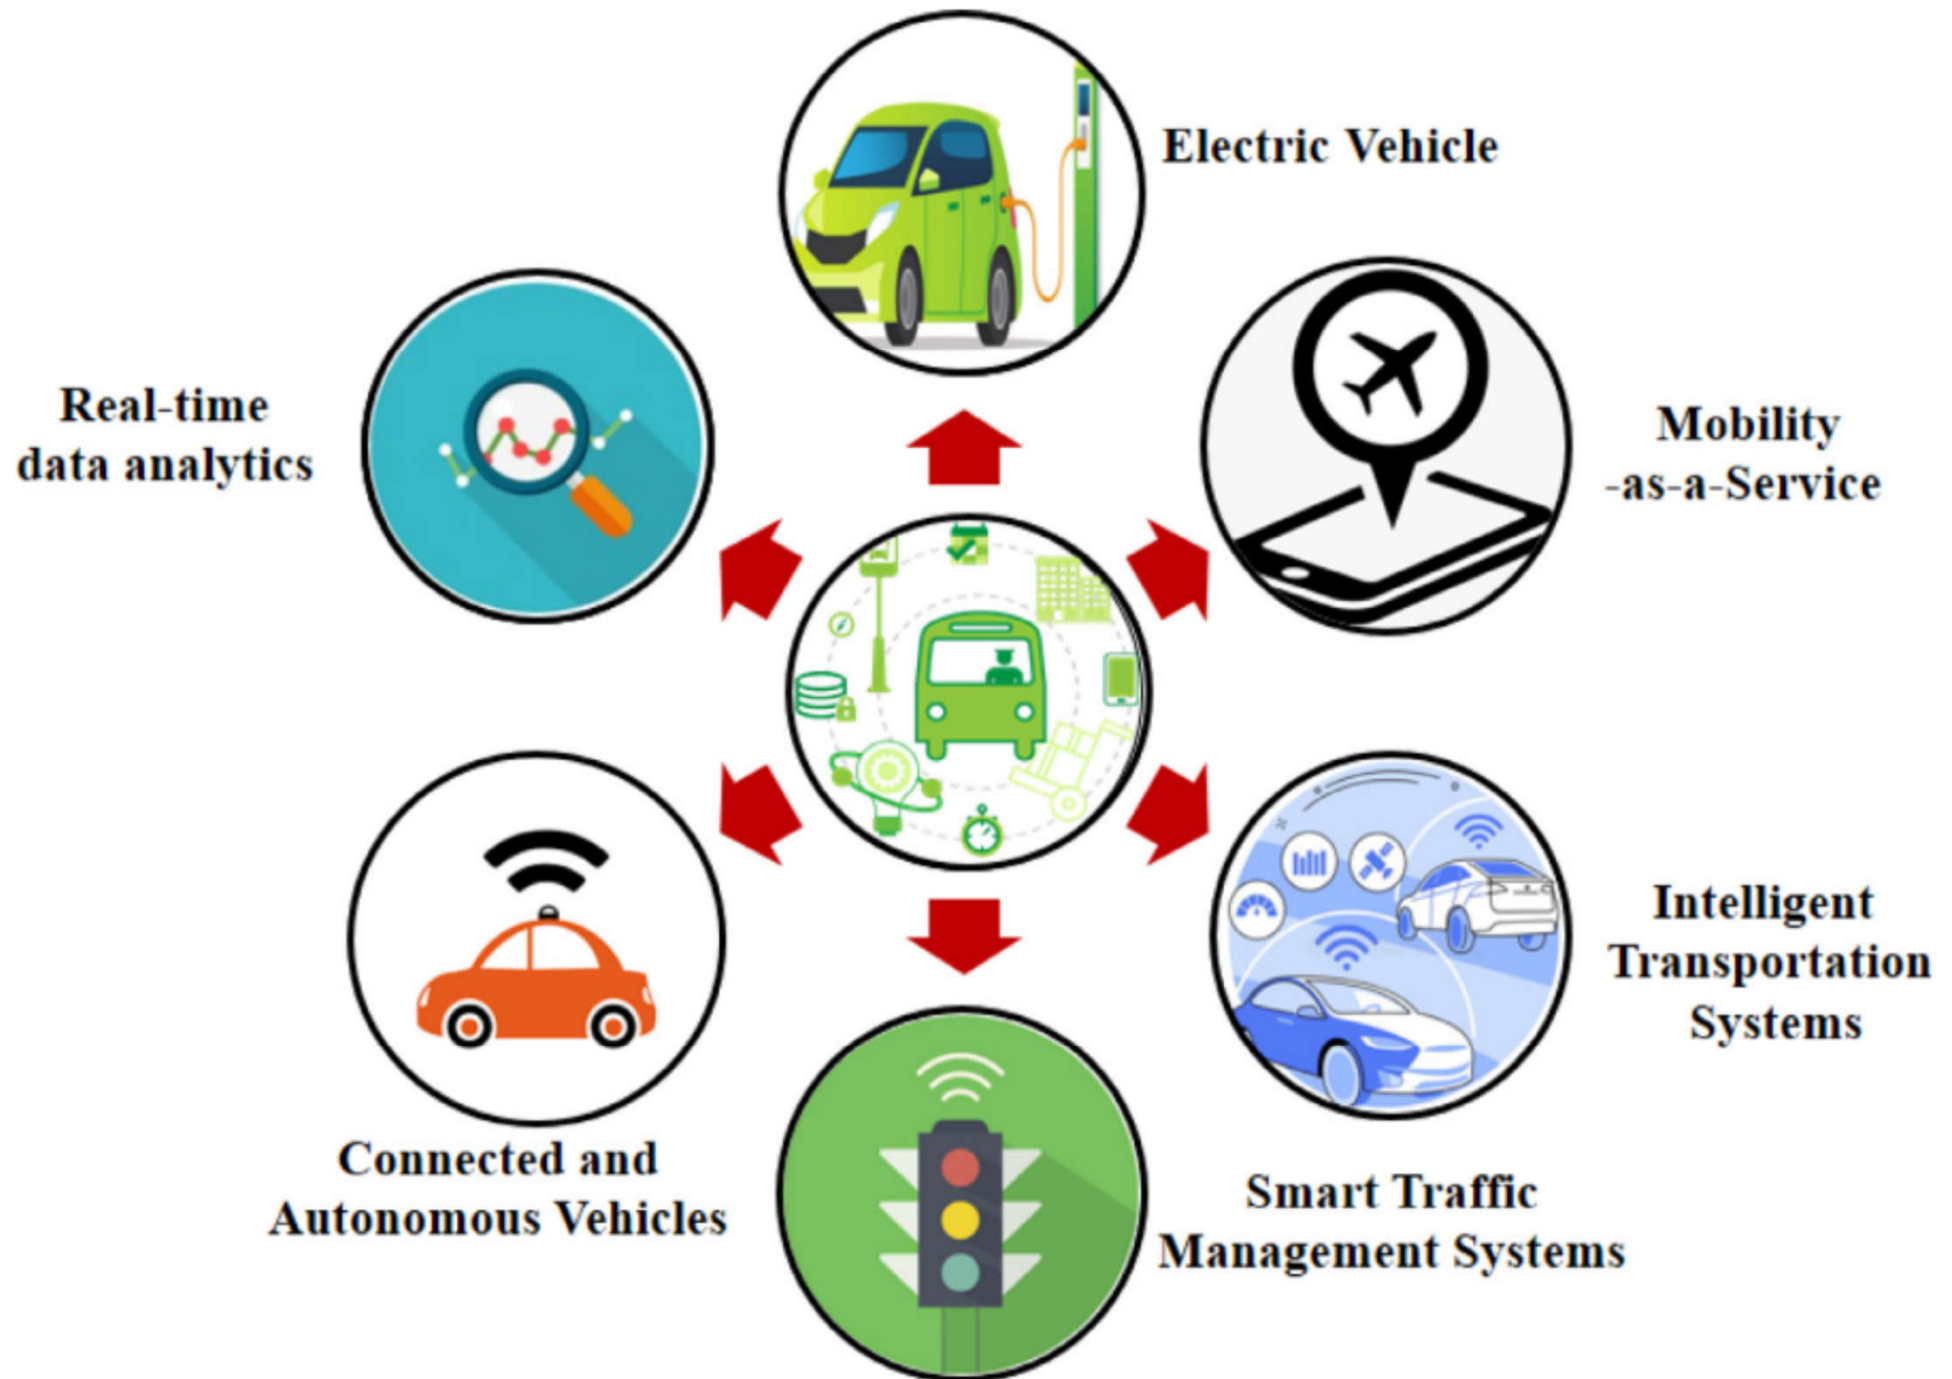 Electric Vehicle
Real-time
data analytics
Mobility
-as-a-Service
Intelligent
Transportation
Systems
Connected and
Autonomous Vehicles
Smart Traffic
Management Systems